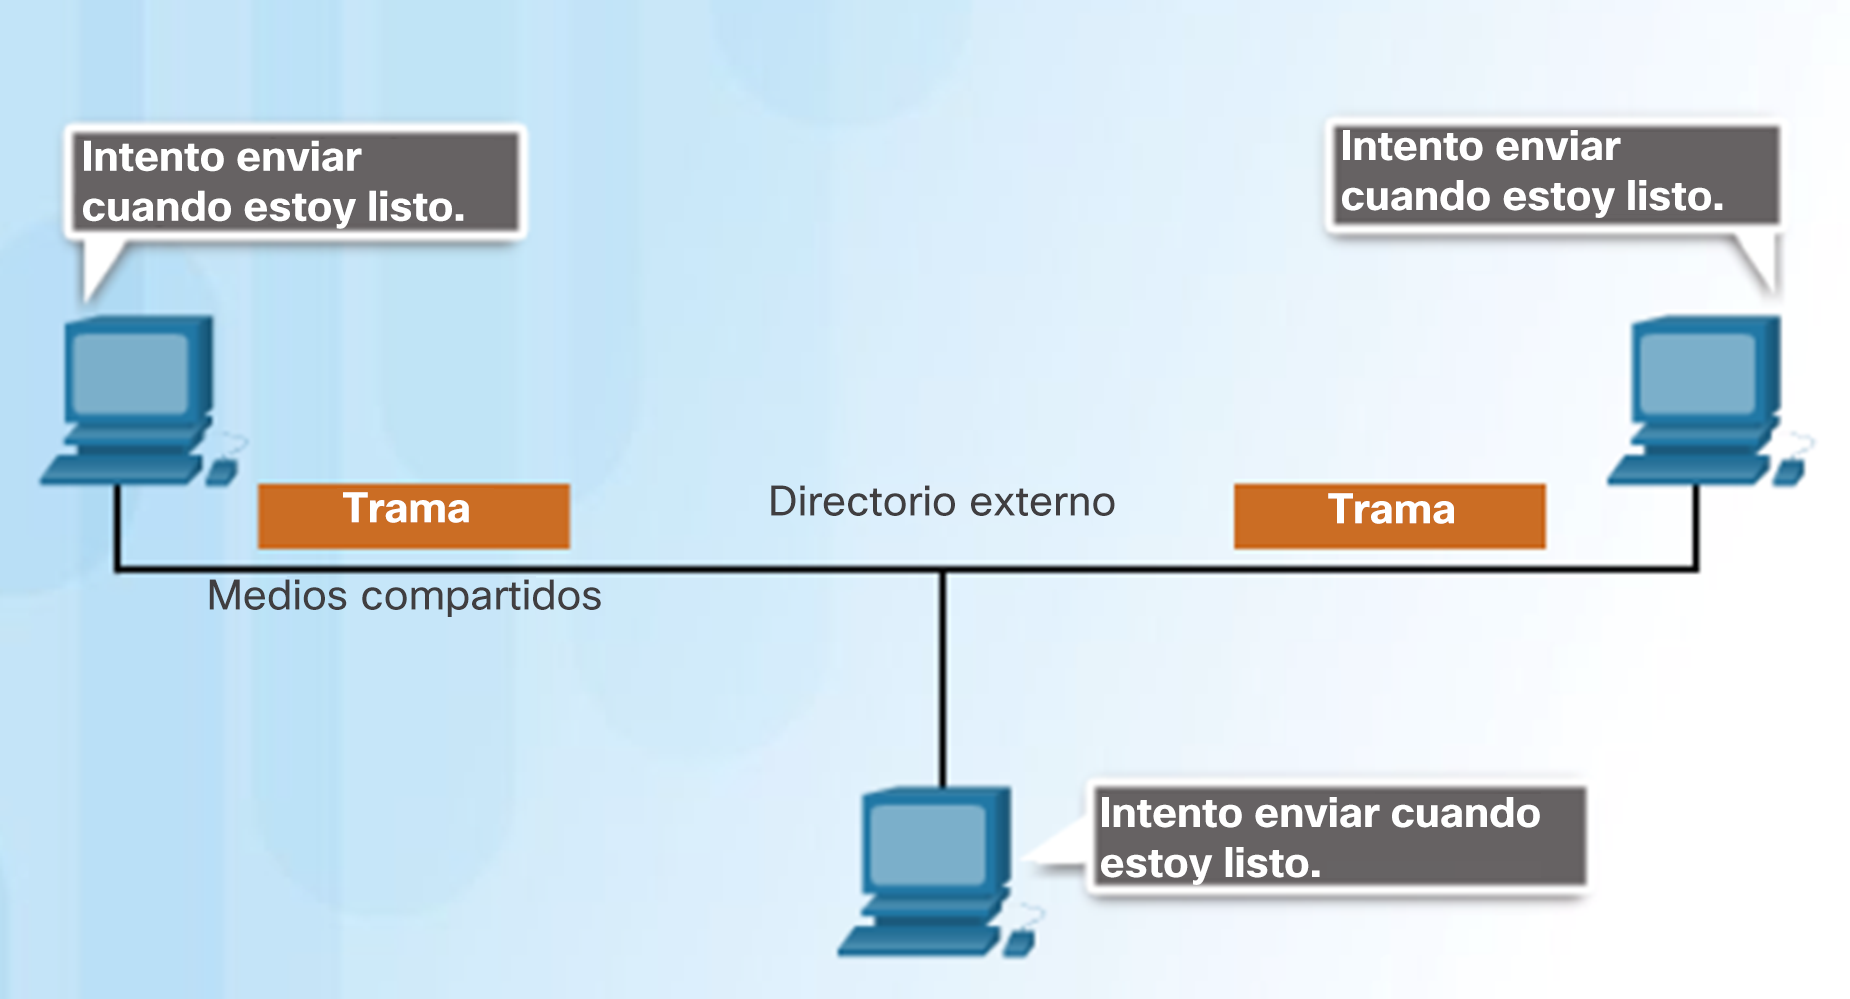 Intento enviar
cuando estoy listo.
Intento enviar
cuando estoy listo.
Trama
Directorio externo
Trama
Medios compartidos
Intento enviar cuando
estoy listo.